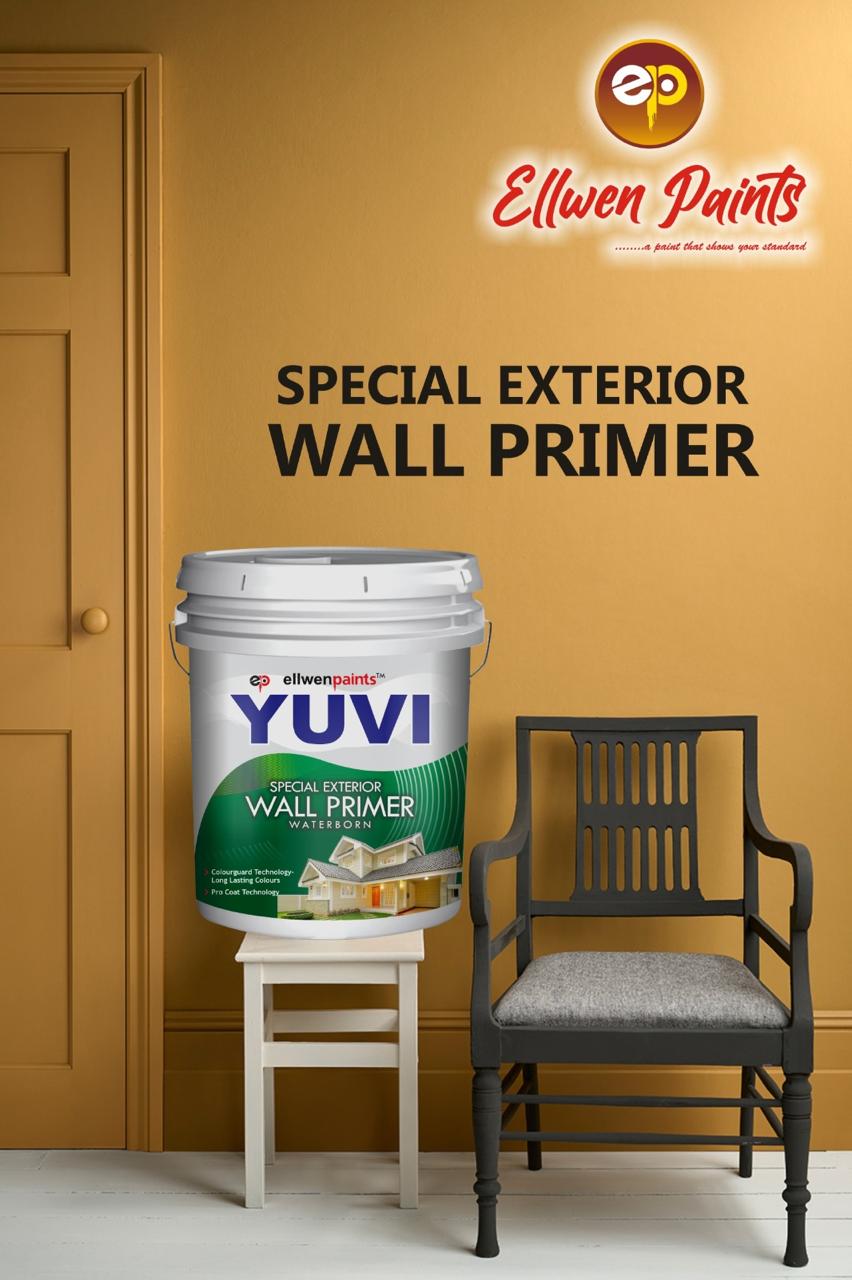 ep
Ellwen Paints
........a paint that shows your standard
SPECIAL EXTERIOR
WALL PRIMER
ep ellwenpaints™
YUVI
SPECIAL EXTERIOR
WALL PRIMER
WATERBORN
Colourguard Technology-
Long Lasting Colours
Pro Coat Technology